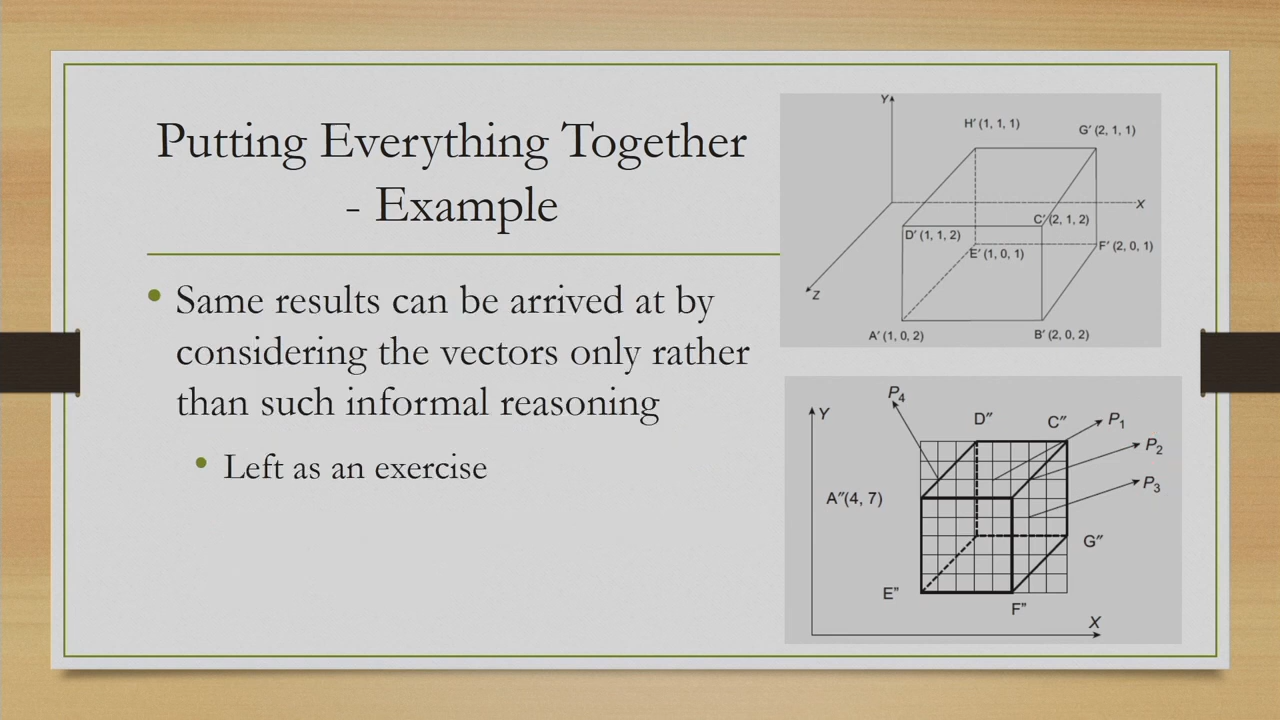 Putting Everything Together
- Example
• Same results can be arrived at by
considering the vectors only rather
than such informal reasoning
• Left as an exercise
Y
H′ (1, 1, 1)
G′ (2, 1, 1)
X
C′ (2, 1, 2)
D′ (1, 1, 2)
E′ (1, 0, 1)
F′ (2, 0, 1)
Z
A′ (1, 0, 2)
B′ (2, 0, 2)
P4
Y
D″
C″
P1
P2
P3
A″(4, 7)
G″
E”
F”
X